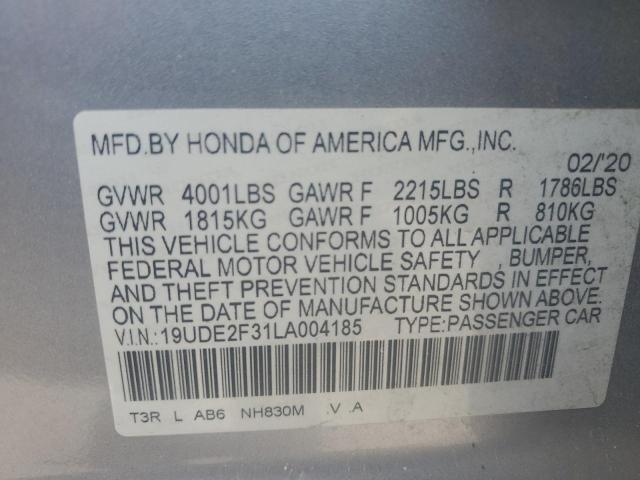 MFD.BY HONDA OF AMERICA MFG.,INC.
02/'20
GVWR 4001LBS GAWR F 2215LBS R 1786LBS
GVWR 1815KG GAWR F 1005KG R 810KG
THIS VEHICLE CONFORMS TO ALL APPLICABLE
FEDERAL MOTOR VEHICLE SAFETY , BUMPER,
AND THEFT PREVENTION STANDARDS IN EFFECT
ON THE DATE OF MANUFACTURE SHOWN ABOVE.
V.I.N.: 19UDE2F31LA004185 TYPE:PASSENGER CAR
T3R L AB6 NH830M .V .A